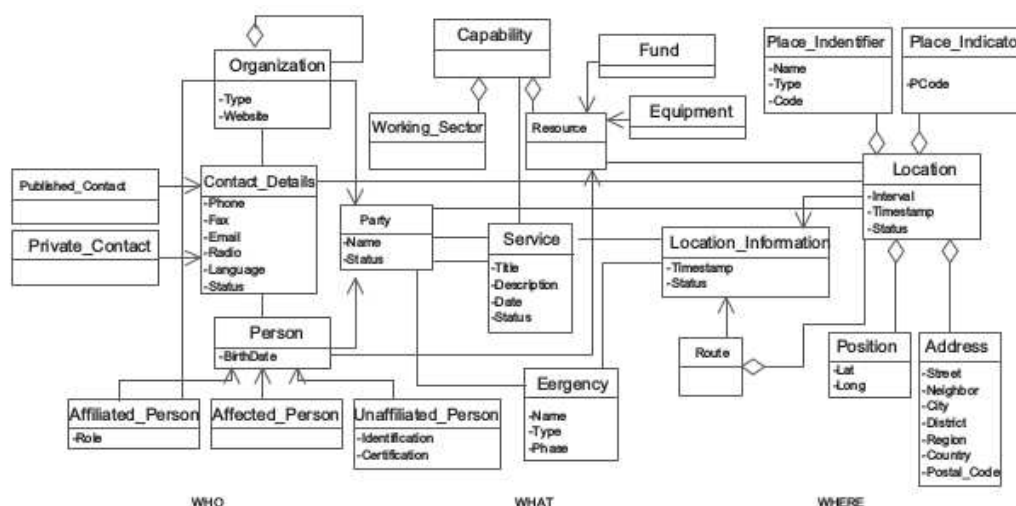 Organization
-Type
-Website
Published_Contact
Private_Contact
Contact_Details
-Phone
-Fax
-Email
-Radio
-Language
-Status
Person
-BirthDate
Affiliated_Person
-Role
Affected_Person
Unaffiliated_Person
-Identification
-Certification
WHO
Capability
Working_Sector
Resource
Fund
Equipment
Party
-Name
-Status
Service
-Title
-Description
-Date
-Status
Eergency
-Name
-Type
-Phase
WHAT
Place_Indentifier
-Name
-Type
-Code
Place_Indicato
-PCode
Location
-Interval
-Timestamp
-Status
Location_Information
-Timestamp
-Status
Route
Position
-Lat
-Long
Address
-Street
-Neighbor
-City
-District
-Region
-Country
-Postal_Code
WHERE